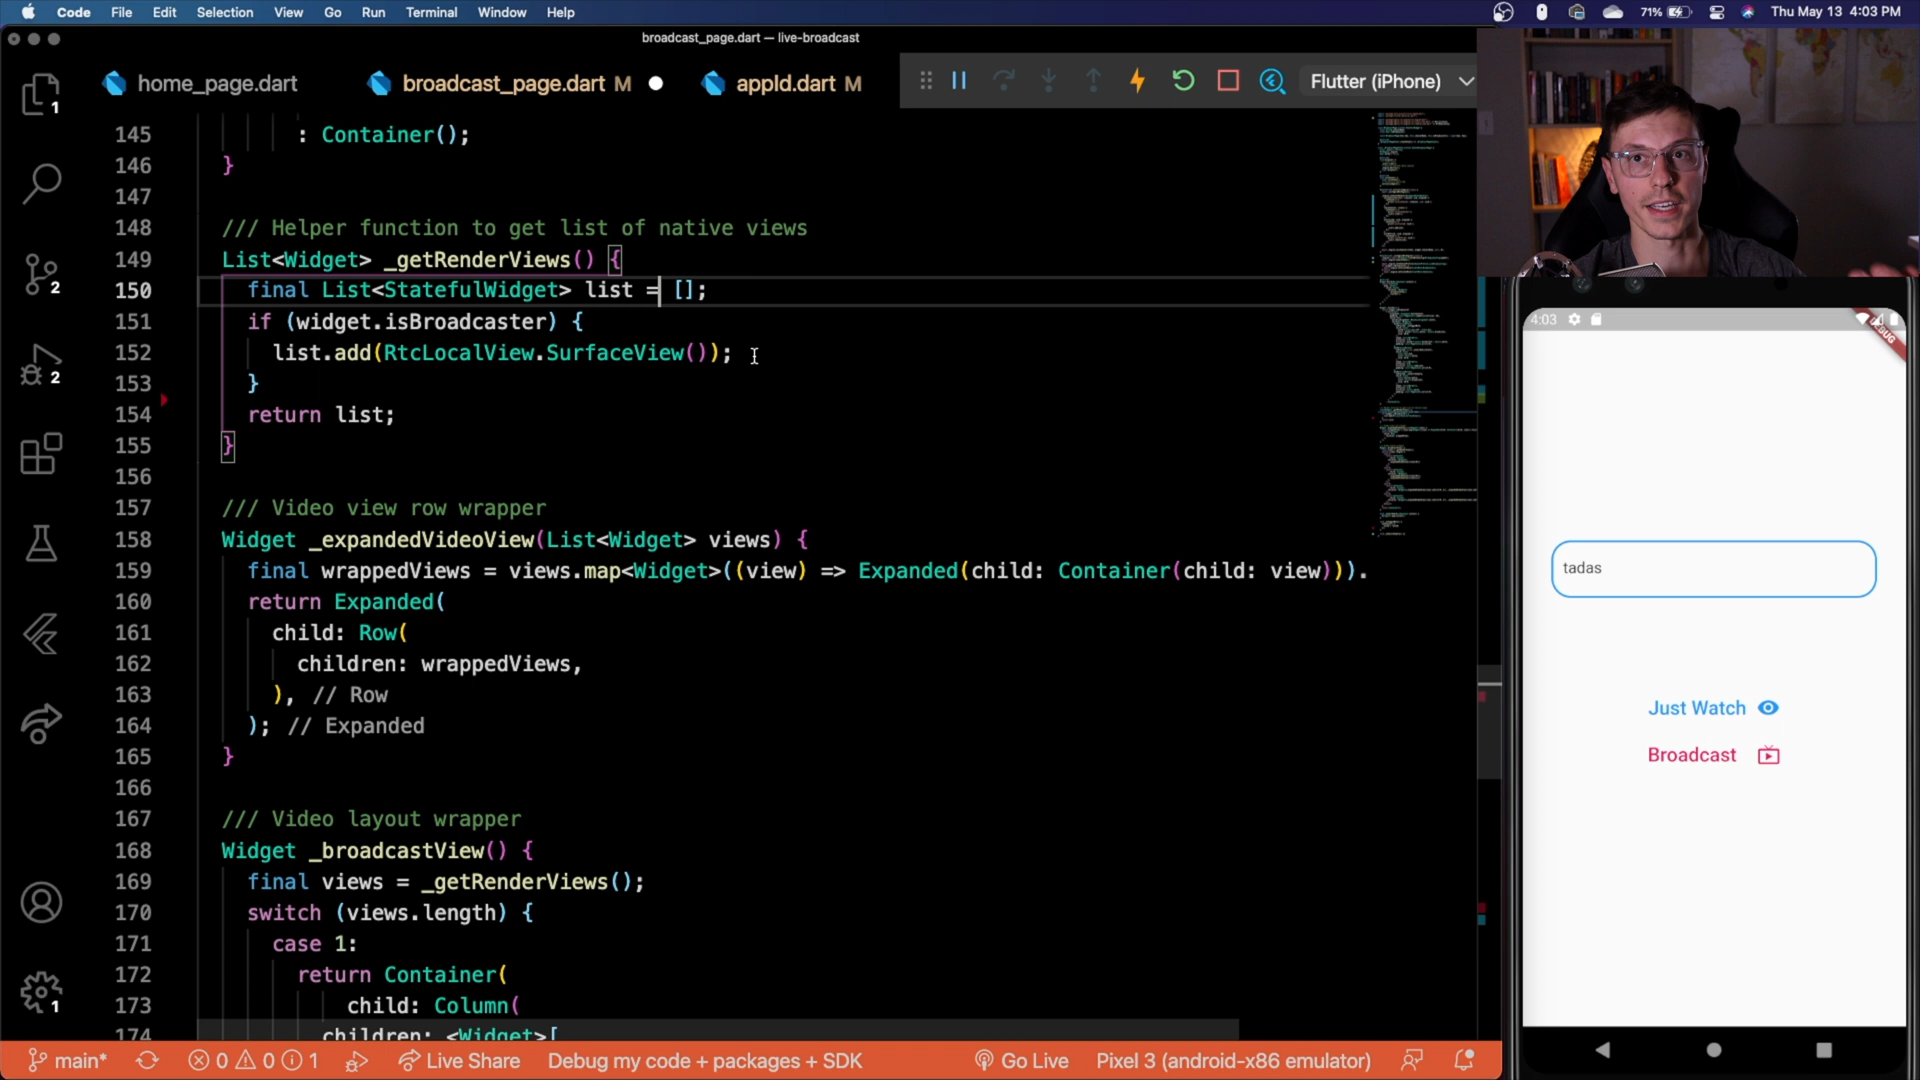 Code File Edit Selection View Go Run Terminal Window Help
71% Thu May 13 4:03 PM
broadcast_page.dart — live-broadcast
home_page.dart broadcast_page.dart M appId.dart M Flutter (iPhone)
145 : Container();
146 }
147
148 /// Helper function to get list of native views
149 List<Widget> _getRenderViews() {
150 final List<StatefulWidget> list = [];
151 if (widget.isBroadcaster) {
152 list.add(RtcLocalView.SurfaceView());
153 }
154 return list;
155 }
156
157 /// Video view row wrapper
158 Widget _expandedVideoView(List<Widget> views) {
159 final wrappedViews = views.map<Widget>((view) => Expanded(child: Container(child: view))).
160 return Expanded(
161 child: Row(
162 children: wrappedViews,
163 ), // Row
164 ); // Expanded
165 }
166
167 /// Video layout wrapper
168 Widget _broadcastView() {
169 final views = _getRenderViews();
170 switch (views.length) {
171 case 1:
172 return Container(
173 child: Column(
174 children: <Widget>[
1
2
2
1
4:03
DEBUG
tadas
Just Watch
Broadcast
main* 0 0 1 Live Share Debug my code + packages + SDK Go Live Pixel 3 (android-x86 emulator)